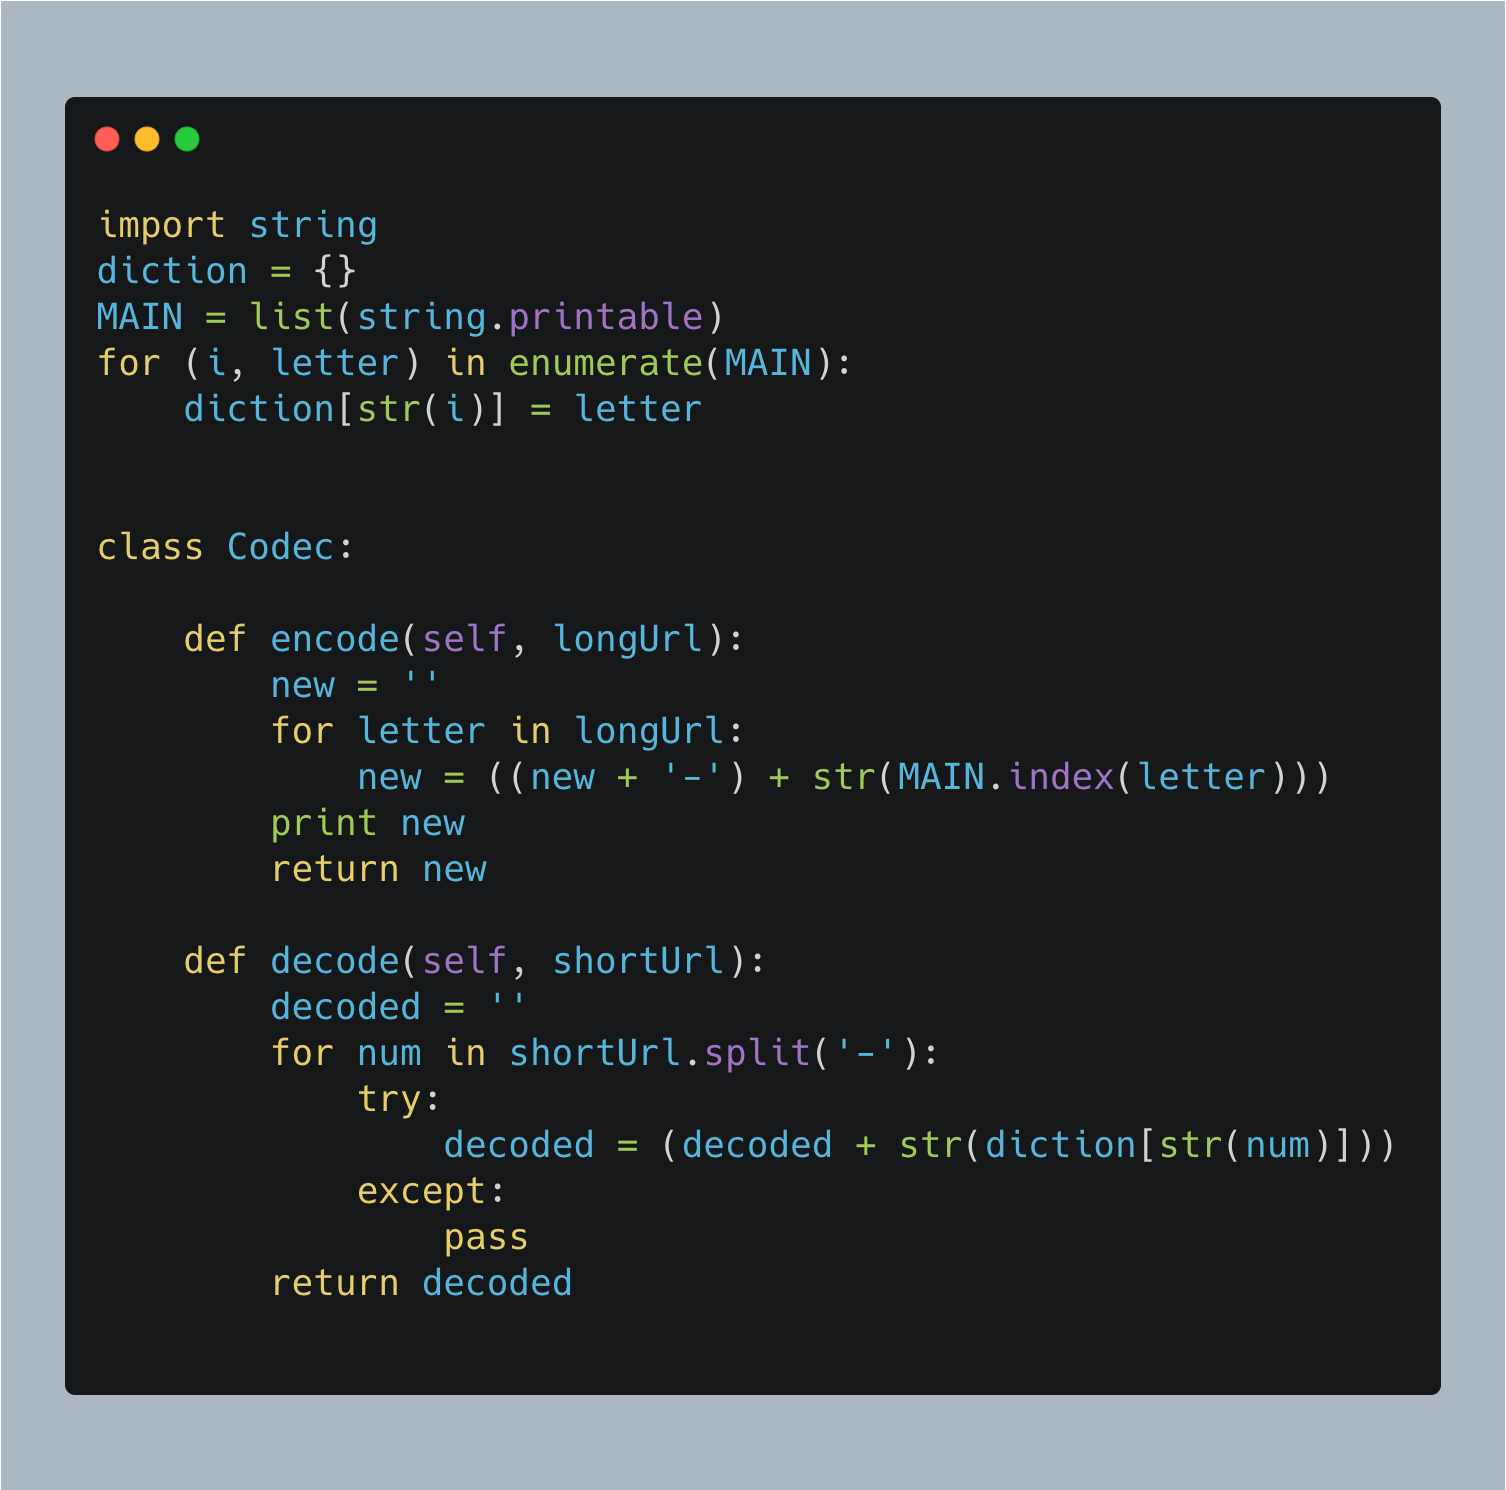 import string
diction = {}
MAIN = list(string.printable)
for (i, letter) in enumerate(MAIN):
    diction[str(i)] = letter
class Codec:
    def encode(self, longUrl):
        new = ''
        for letter in longUrl:
            new = ((new + '-') + str(MAIN.index(letter)))
        print new
        return new
    def decode(self, shortUrl):
        decoded = ''
        for num in shortUrl.split('-'):
            try:
                decoded = (decoded + str(diction[str(num)]))
            except:
                pass
        return decoded